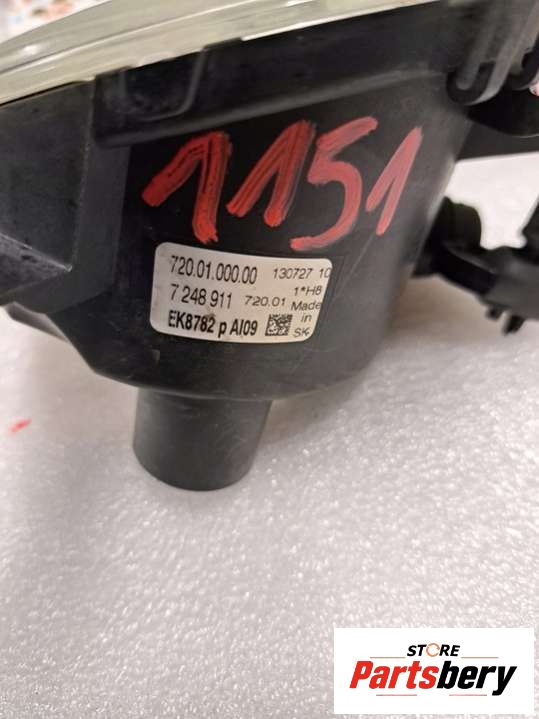 1151
720.01.000.00 130727 10
7 248 911 720.01 1*H8
Made
EK8782 p AI09 in
SK
STORE
Partsbery